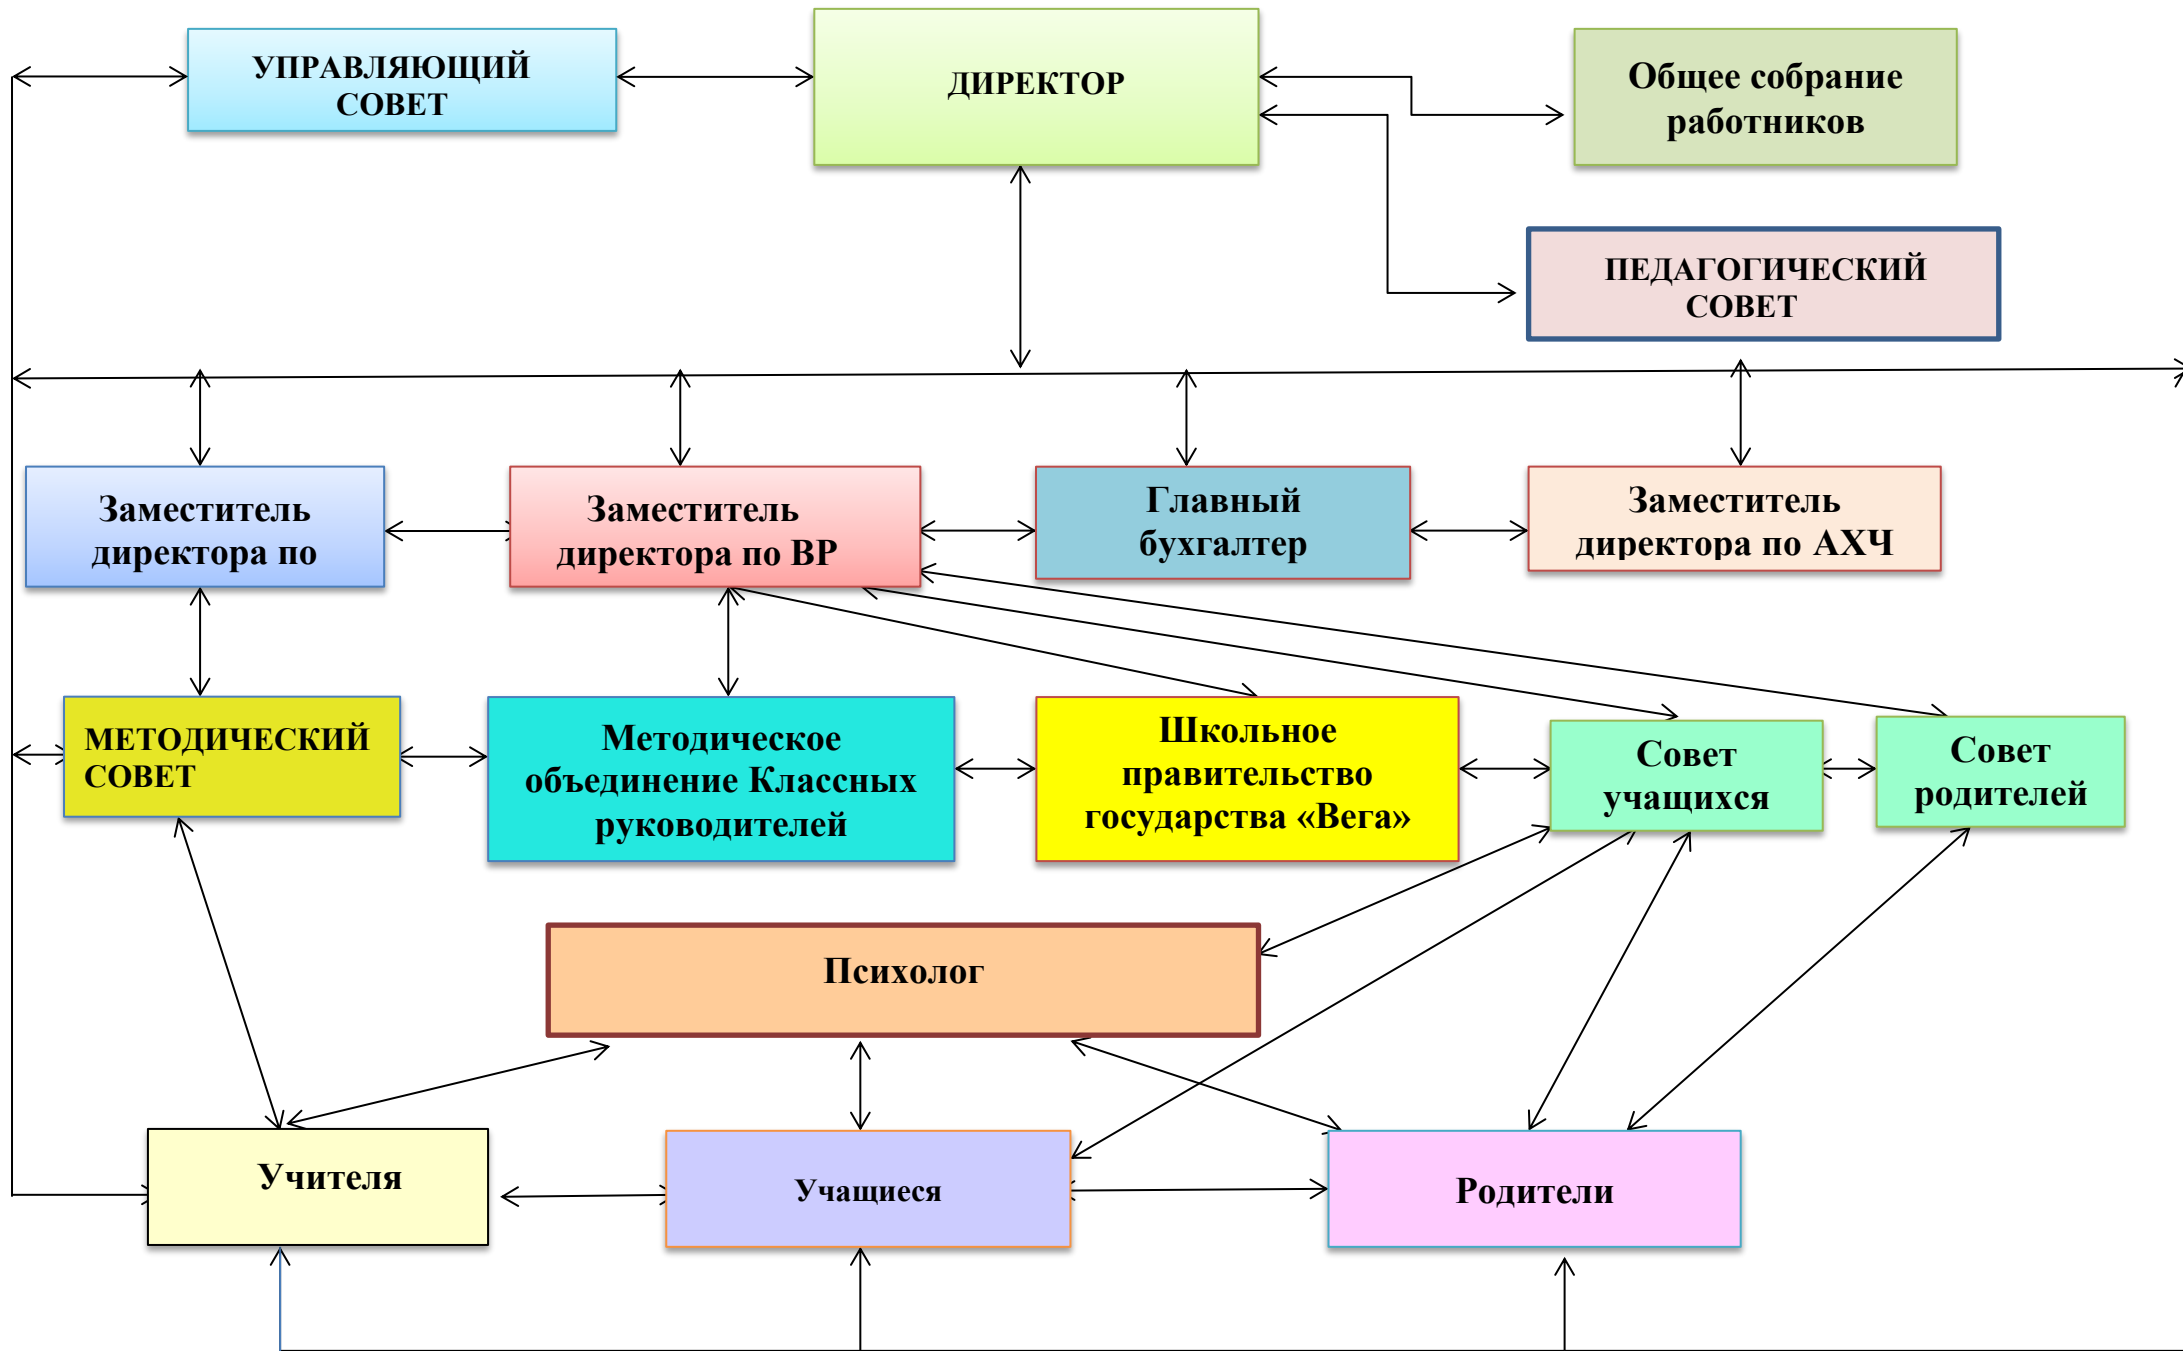 УПРАВЛЯЮЩИЙ
СОВЕТ
ДИРЕКТОР
Общее собрание
работников
ПЕДАГОГИЧЕСКИЙ
СОВЕТ
Заместитель
директора по
Заместитель
директора по ВР
Главный
бухгалтер
Заместитель
директора по АХЧ
МЕТОДИЧЕСКИЙ
СОВЕТ
Методическое
объединение Классных
руководителей
Школьное
правительство
государства «Вега»
Совет
учащихся
Совет
родителей
Психолог
Учителя
Учащиеся
Родители